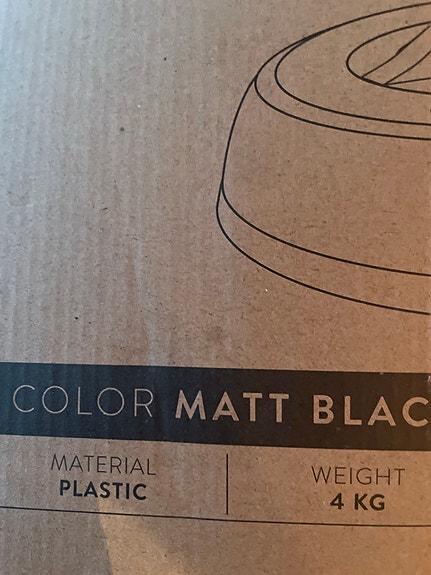 COLOR MATT BLAC
MATERIAL
PLASTIC
WEIGHT
4 KG